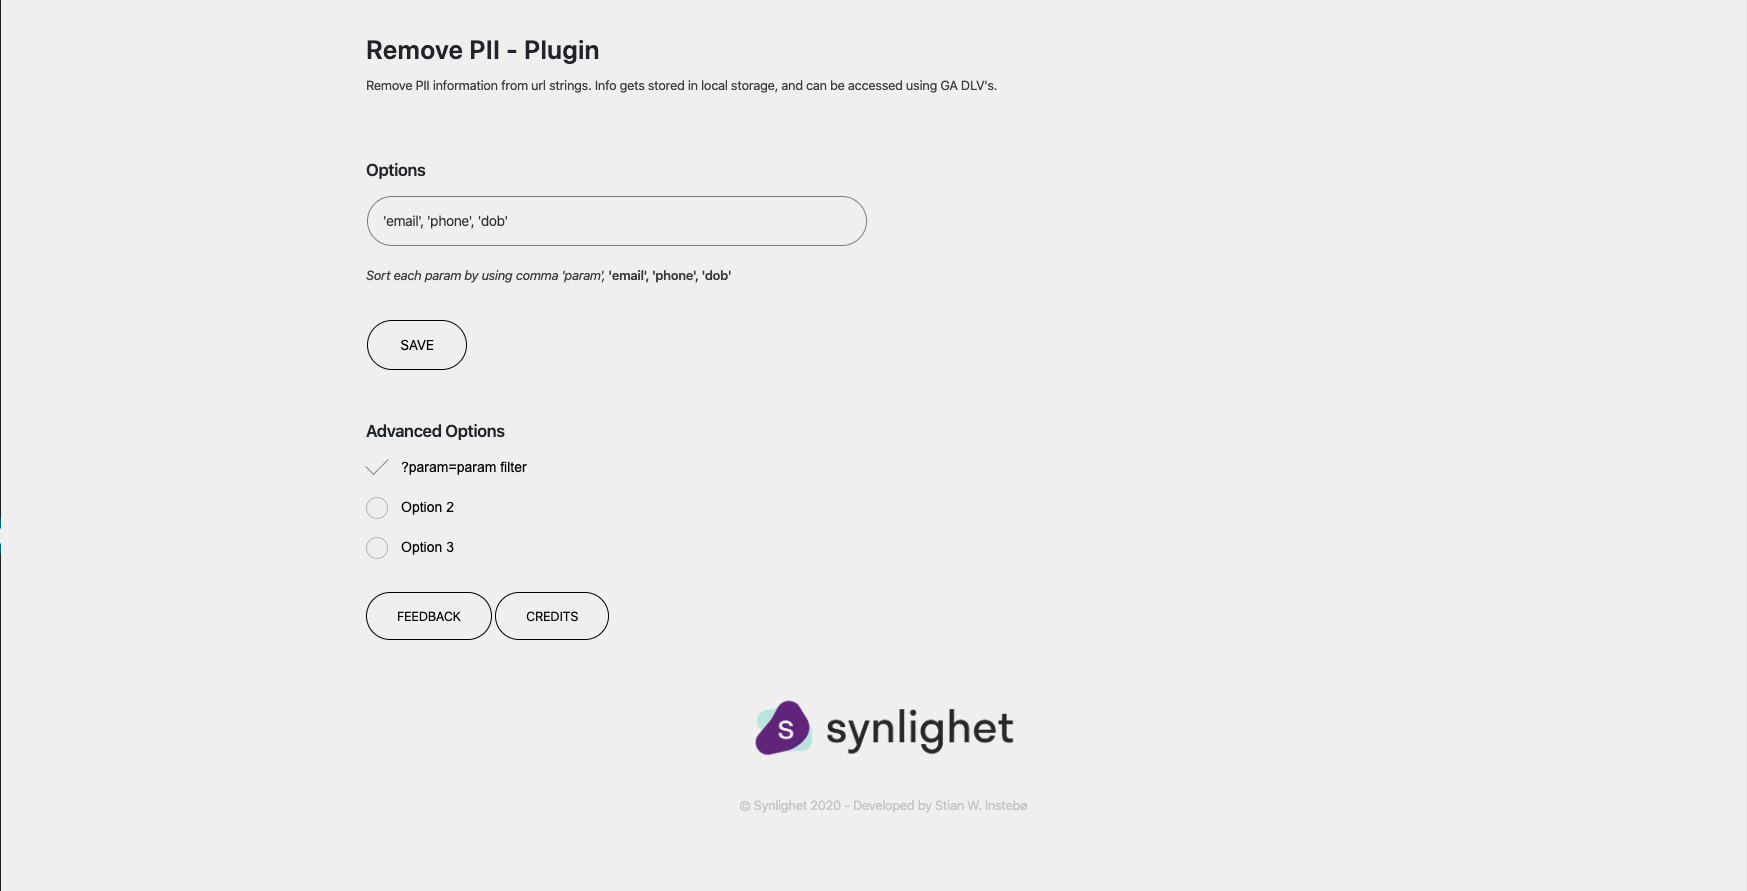 Remove PII - Plugin
Remove PII information from url strings. Info gets stored in local storage, and can be accessed using GA DLV's.
Options
'email', 'phone', 'dob'
Sort each param by using comma 'param', 'email', 'phone', 'dob'
SAVE
Advanced Options
?param=param filter
Option 2
Option 3
FEEDBACK CREDITS
s synlighet
© Synlighet 2020 - Developed by Stian W. Instebø